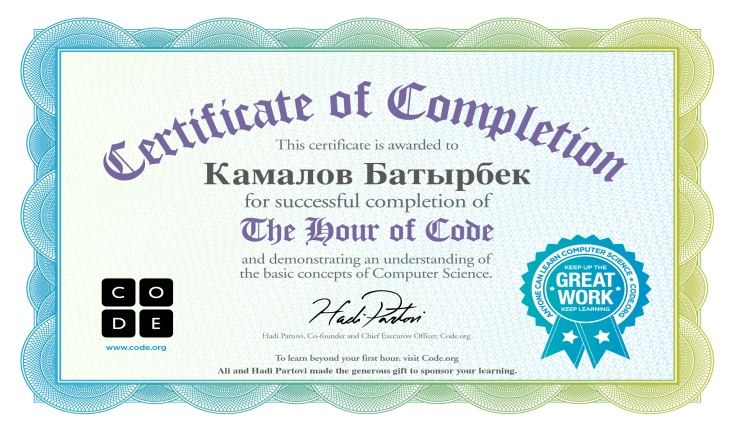 Certificate of Completion
This certificate is awarded to
Камалов Батырбек
for successful completion of
The Hour of Code
and demonstrating an understanding of
the basic concepts of Computer Science.
C O
D E
www.code.org
Hadi Partovi
Hadi Partovi, Co-founder and Chief Executive Officer, Code.org
To learn beyond your first hour, visit Code.org
Ali and Hadi Partovi made the generous gift to sponsor your learning.
ANYONE CAN LEARN COMPUTER SCIENCE • CODE.ORG •
KEEP UP THE
GREAT
WORK
KEEP LEARNING